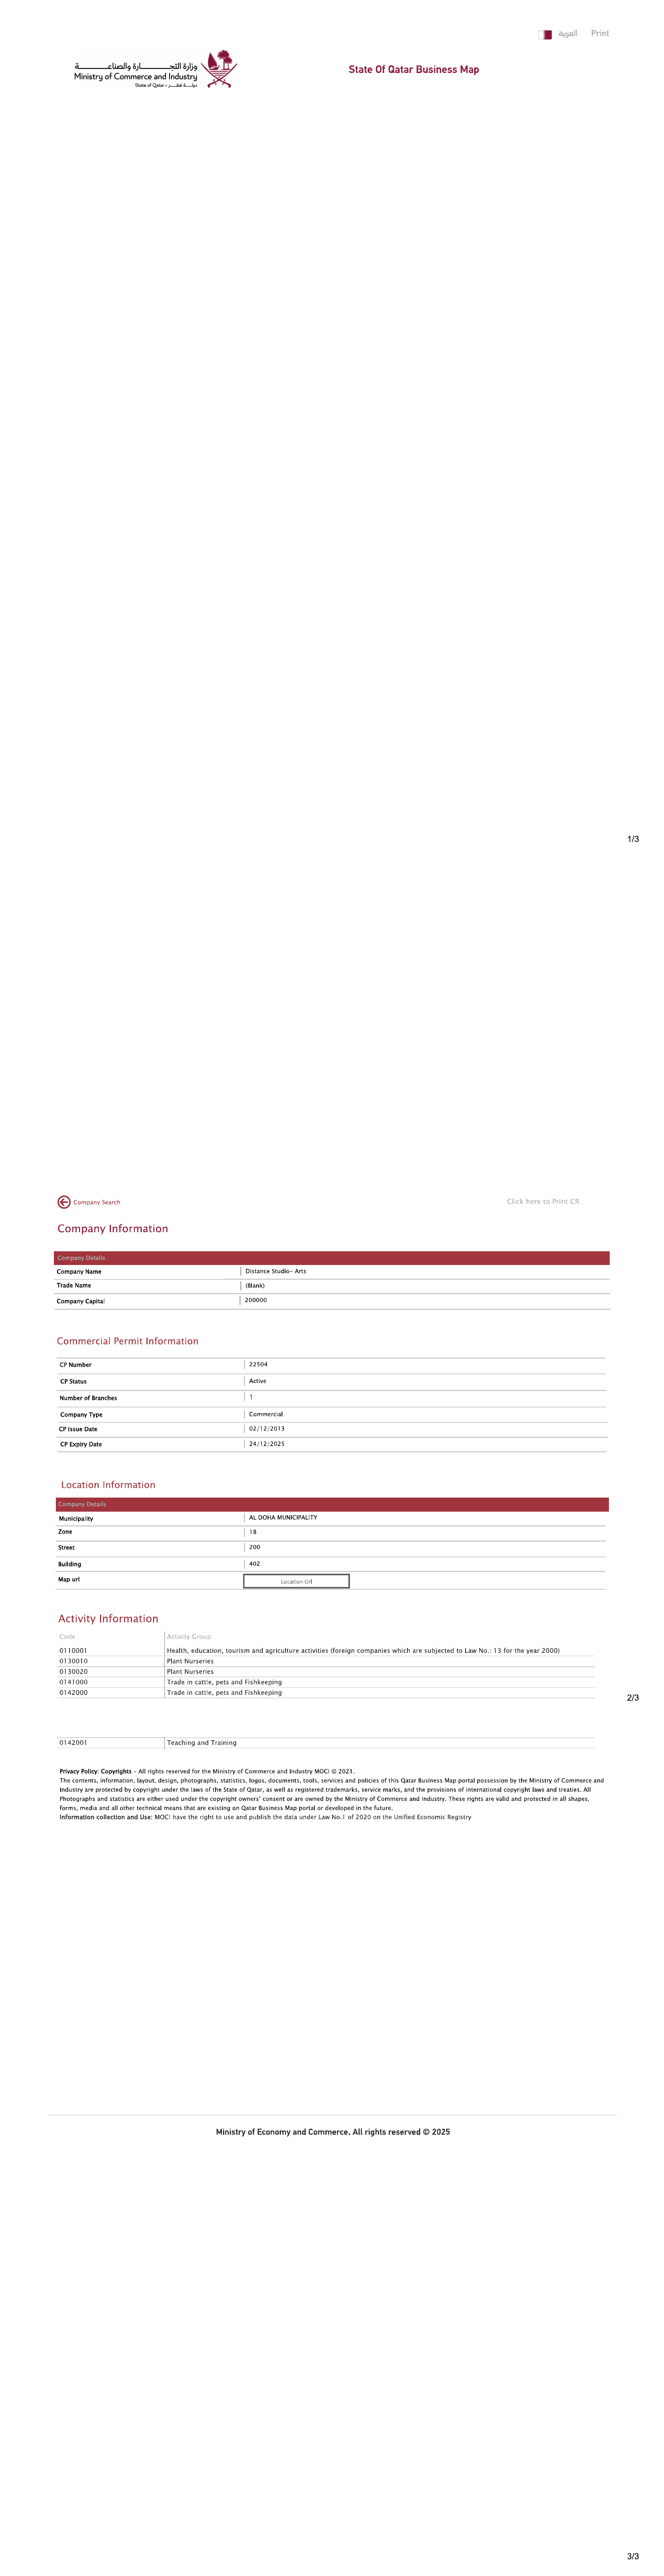 العربية Print
وزارة التجـــــــارة والصناعـــــــة
Ministry of Commerce and Industry
State of Qatar • دولـــة قطـــر
State Of Qatar Business Map
1/3
Company Search
Click here to Print CR
Company Information
Company Details
Company Name Distance Studio- Arts
Trade Name (Blank)
Company Capital 200000
Commercial Permit Information
CP Number 22504
CP Status Active
Number of Branches 1
Company Type Commercial
CP Issue Date 02/12/2013
CP Expiry Date 24/12/2025
Location Information
Company Details
Municipality AL DOHA MUNICIPALITY
Zone 18
Street 200
Building 402
Map url Location Url
Activity Information
Code Activity Group
0110001 Health, education, tourism and agriculture activities (foreign companies which are subjected to Law No.: 13 for the year 2000)
0130010 Plant Nurseries
0130020 Plant Nurseries
0141000 Trade in cattle, pets and Fishkeeping
0142000 Trade in cattle, pets and Fishkeeping
2/3
0142001 Teaching and Training
Privacy Policy: Copyrights - All rights reserved for the Ministry of Commerce and Industry MOCI © 2021.
The contents, information, layout, design, photographs, statistics, logos, documents, tools, services and policies of this Qatar Business Map portal possession by the Ministry of Commerce and
Industry are protected by copyright under the laws of the State of Qatar, as well as registered trademarks, service marks, and the provisions of international copyright laws and treaties. All
Photographs and statistics are either used under the copyright owners' consent or are owned by the Ministry of Commerce and Industry. These rights are valid and protected in all shapes,
forms, media and all other technical means that are existing on Qatar Business Map portal or developed in the future.
Information collection and Use: MOCI have the right to use and publish the data under Law No.1 of 2020 on the Unified Economic Registry
Ministry of Economy and Commerce. All rights reserved © 2025
3/3